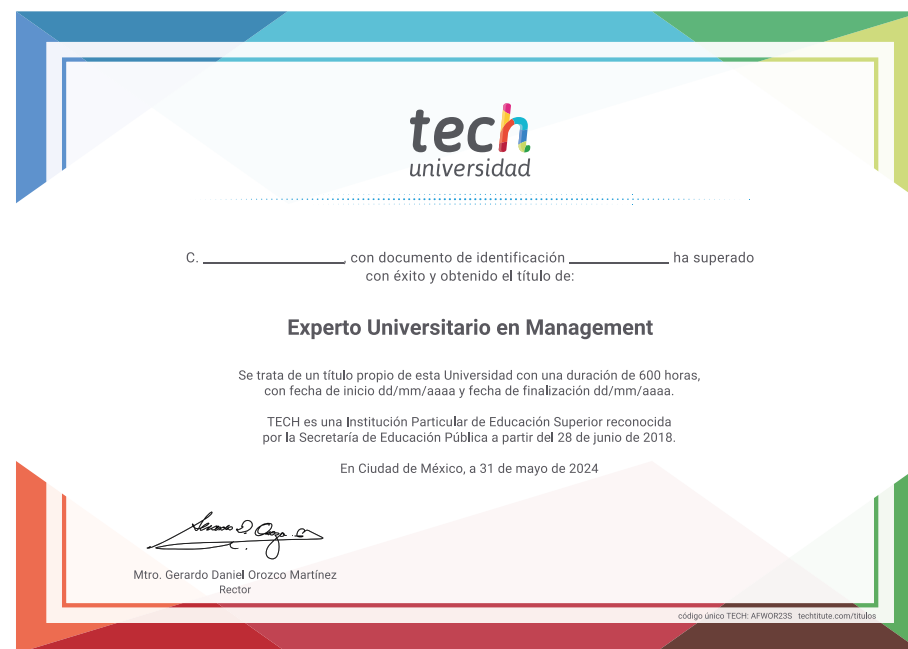 tech
universidad
C. ____________, con documento de identificación ____________ ha superado
con éxito y obtenido el título de:
Experto Universitario en Management
Se trata de un título propio de esta Universidad con una duración de 600 horas,
con fecha de inicio dd/mm/aaaa y fecha de finalización dd/mm/aaaa.
TECH es una Institución Particular de Educación Superior reconocida
por la Secretaría de Educación Pública a partir del 28 de junio de 2018.
En Ciudad de México, a 31 de mayo de 2024
Mtro. Gerardo Daniel Orozco Martínez
Rector
código único TECH: AFWOR23S techtitute.com/titulos